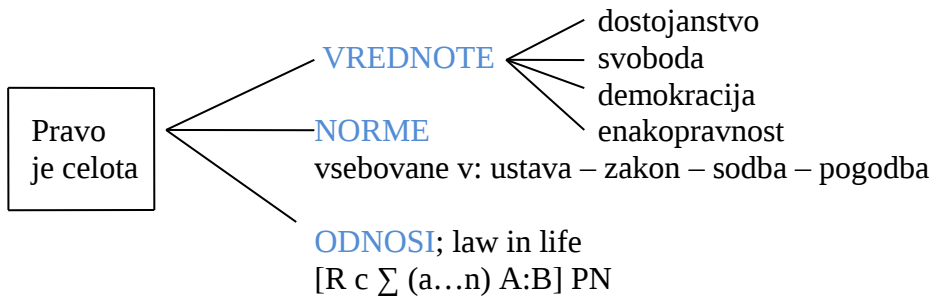 Pravo
je celota
VREDNOTE
dostojanstvo
svoboda
demokracija
enakopravnost
NORME
vsebovane v: ustava – zakon – sodba – pogodba
ODNOSI; law in life
[R c ∑ (a…n) A:B] PN